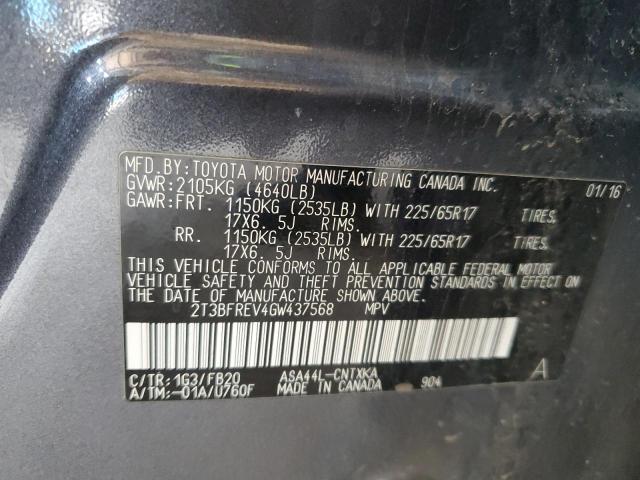 MFD.BY:TOYOTA MOTOR MANUFACTURING CANADA INC. 01/16
GVWR:2105KG (4640LB)
GAWR:FRT. 1150KG (2535LB) WITH 225/65R17 TIRES,
17X6. 5J RIMS.
RR. 1150KG (2535LB) WITH 225/65R17 TIRES,
17X6. 5J RIMS.
THIS VEHICLE CONFORMS TO ALL APPLICABLE FEDERAL MOTOR
VEHICLE SAFETY AND THEFT PREVENTION STANDARDS IN EFFECT ON
THE DATE OF MANUFACTURE SHOWN ABOVE.
2T3BFREV4GW437568 MPV
C/TR:1G3/FB20 ASA44L-CNTXKA A
A/TM:-01A/U760F MADE IN CANADA 904